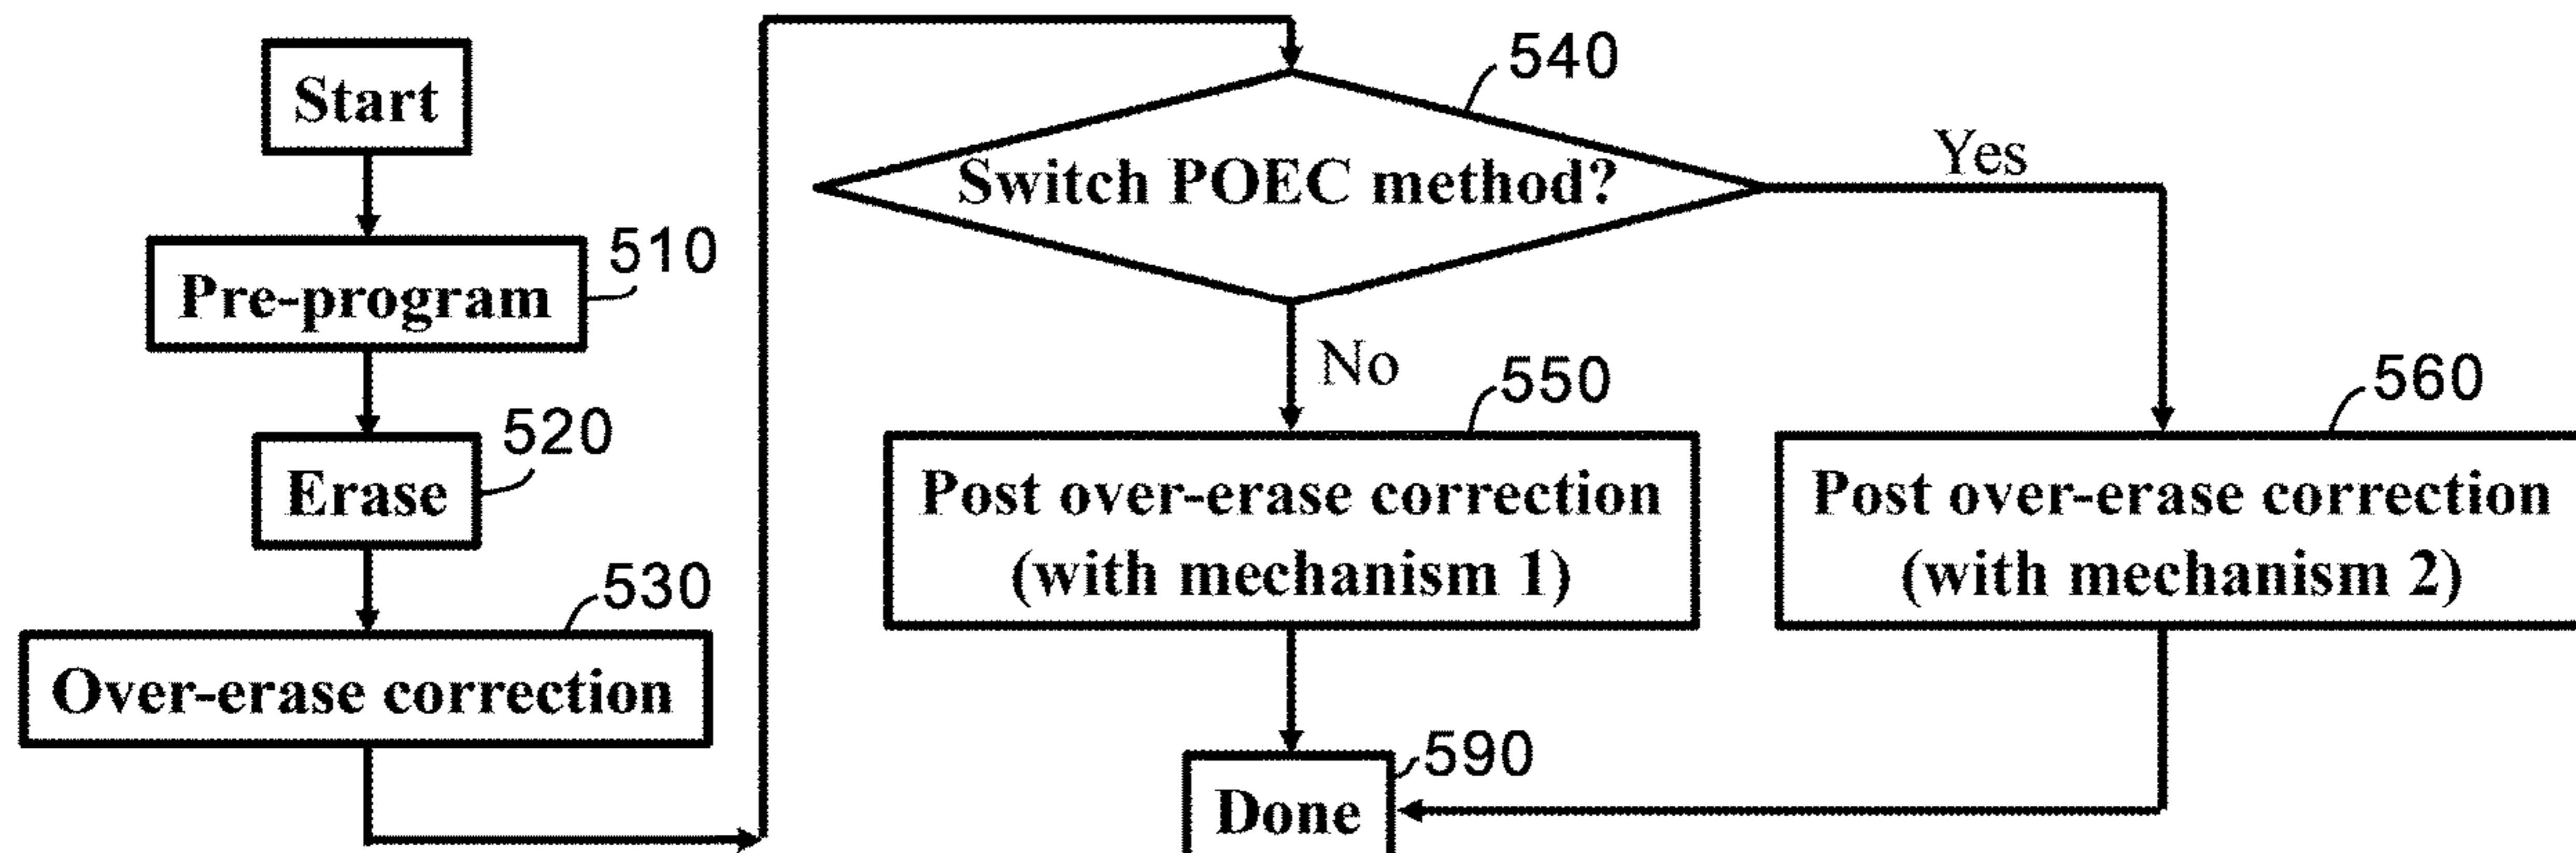 Start
510
Pre-program
520
Erase
530
Over-erase correction
540
Switch POEC method?
Yes
No
550
Post over-erase correction
(with mechanism 1)
560
Post over-erase correction
(with mechanism 2)
590
Done